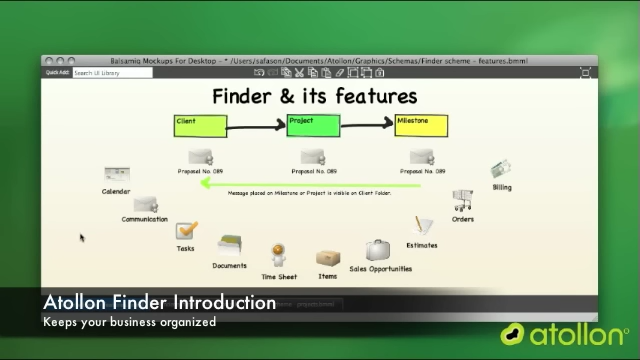 Balsamiq Mockups For Desktop - * /Users/safason/Documents/Atollon/Graphics/Schemas/Finder scheme - features.bmml
Quick Add: Search UI Library
Finder & its features
Client Project Milestone
Proposal No. 089 Proposal No. 089 Proposal No. 089
Message placed on Milestone or Project is visible on Client Folder.
Calendar
Billing
Communication
Orders
Tasks
Estimates
Documents
Time Sheet
Items
Sales Opportunities
Atollon Finder Introduction
Keeps your business organized
atollon